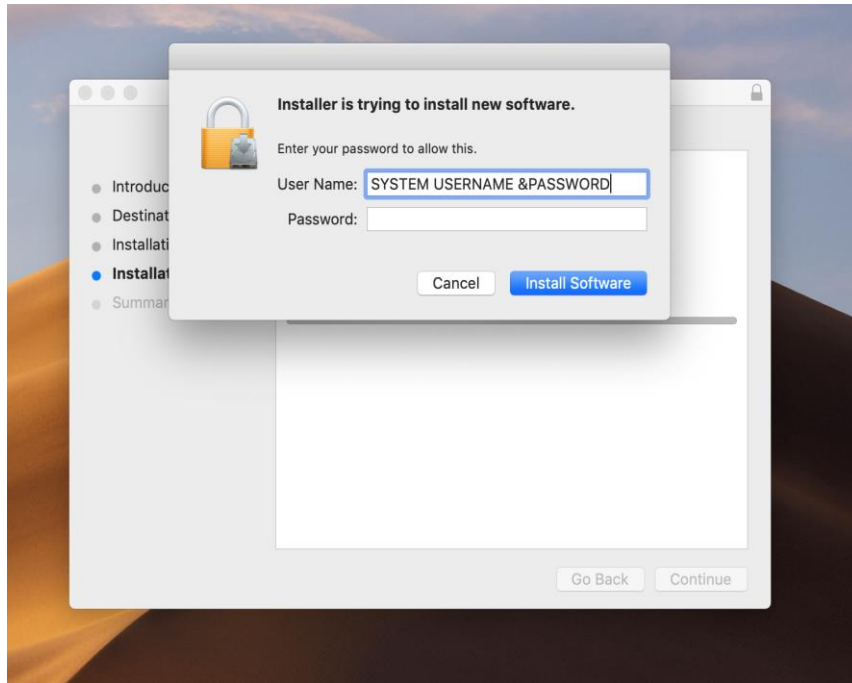 Installer is trying to install new software.
Enter your password to allow this.
User Name: SYSTEM USERNAME &PASSWORD
Password:
Cancel Install Software
Introduc
Destinat
Installati
Installat
Summar
Go Back Continue